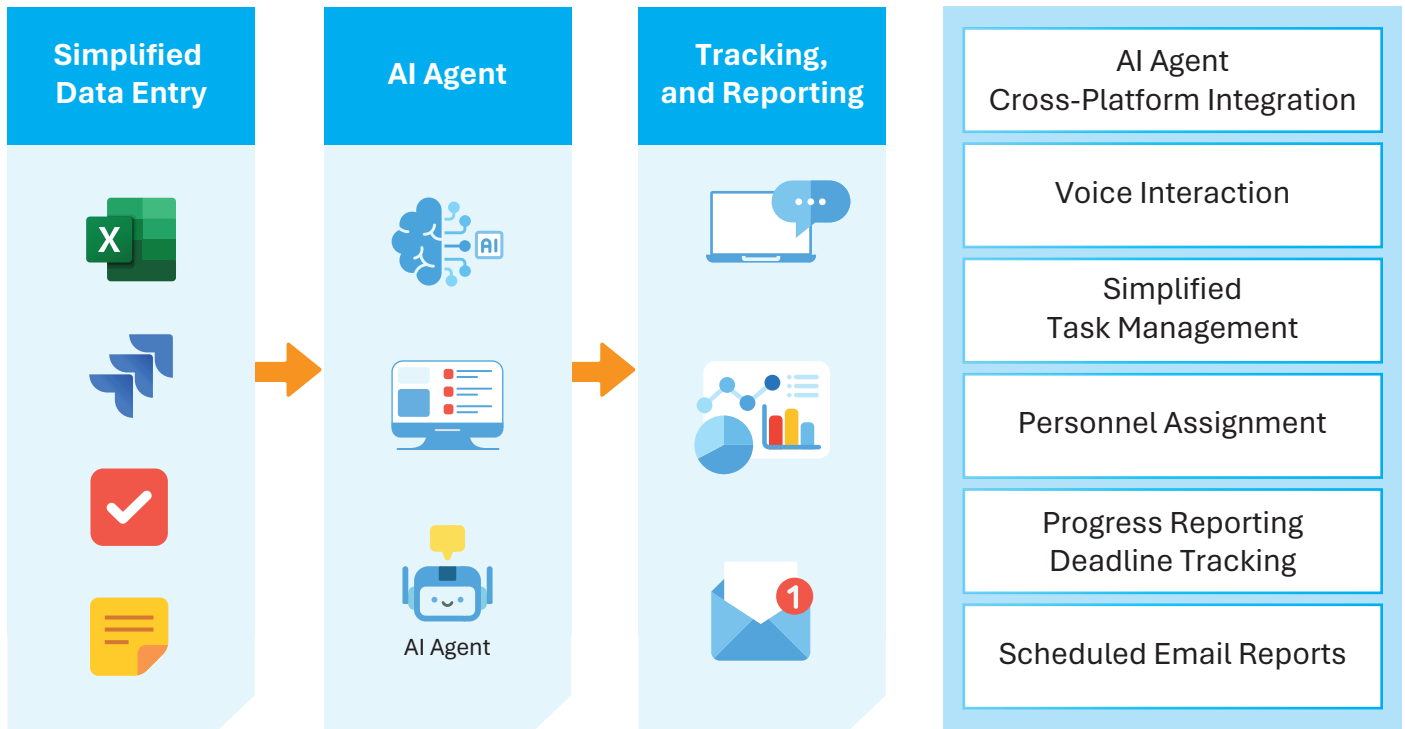 Simplified
Data Entry
AI Agent
Tracking,
and Reporting
X
AI
1
AI Agent
AI Agent
Cross-Platform Integration
Voice Interaction
Simplified
Task Management
Personnel Assignment
Progress Reporting
Deadline Tracking
Scheduled Email Reports